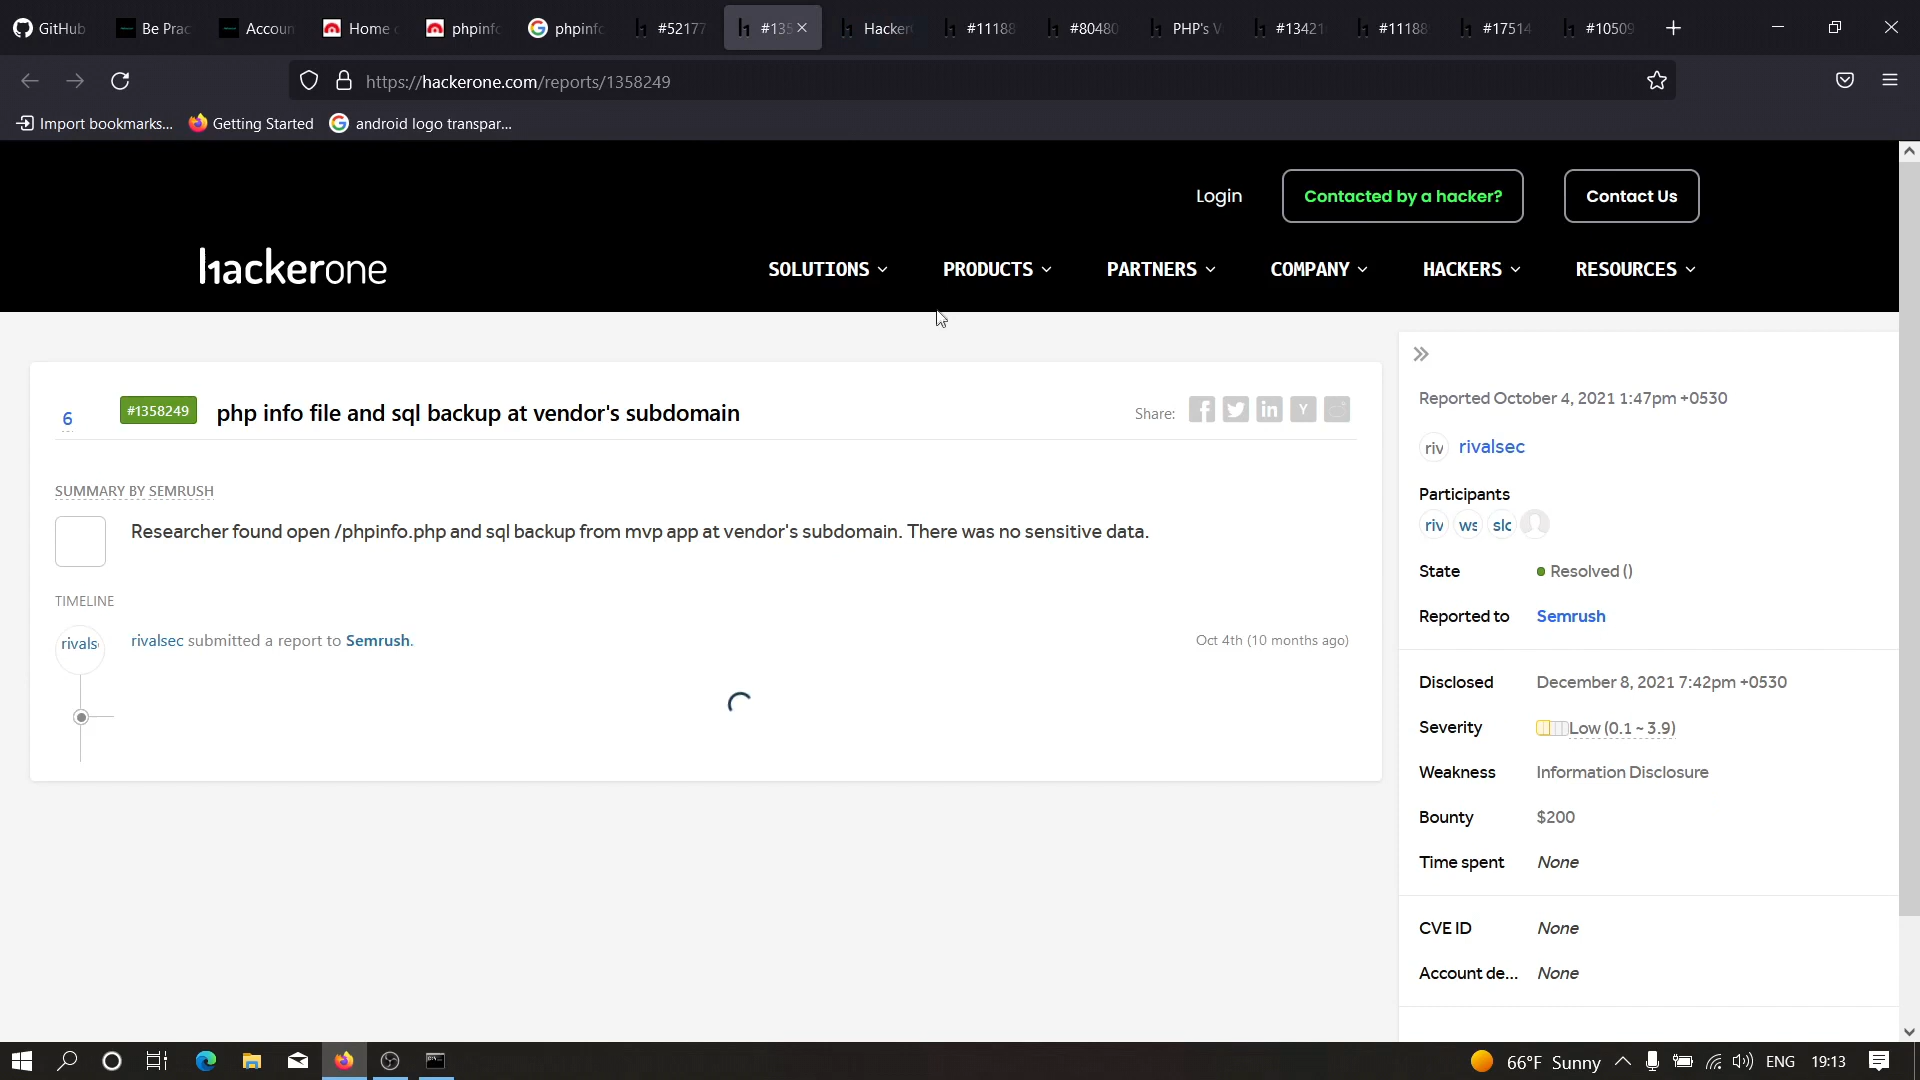 GitHub
Be Prac
Accoun
Home
phpinfo
phpinfo
#52177
#135
Hacker
#11188
#80480
PHP's V
#13421
#11188
#17514
#10509
https://hackerone.com/reports/1358249
Import bookmarks...
Getting Started
android logo transpar...
Login
Contacted by a hacker?
Contact Us
hackerone
SOLUTIONS
PRODUCTS
PARTNERS
COMPANY
HACKERS
RESOURCES
6
#1358249
php info file and sql backup at vendor's subdomain
Share:
SUMMARY BY SEMRUSH
Researcher found open /phpinfo.php and sql backup from mvp app at vendor's subdomain. There was no sensitive data.
TIMELINE
rivals
rivalsec submitted a report to Semrush.
Oct 4th (10 months ago)
Reported October 4, 2021 1:47pm +0530
riv
rivalsec
Participants
riv
ws
slc
State
Resolved ()
Reported to
Semrush
Disclosed
December 8, 2021 7:42pm +0530
Severity
Low (0.1 ~ 3.9)
Weakness
Information Disclosure
Bounty
$200
Time spent
None
CVE ID
None
Account de...
None
66°F Sunny
ENG
19:13